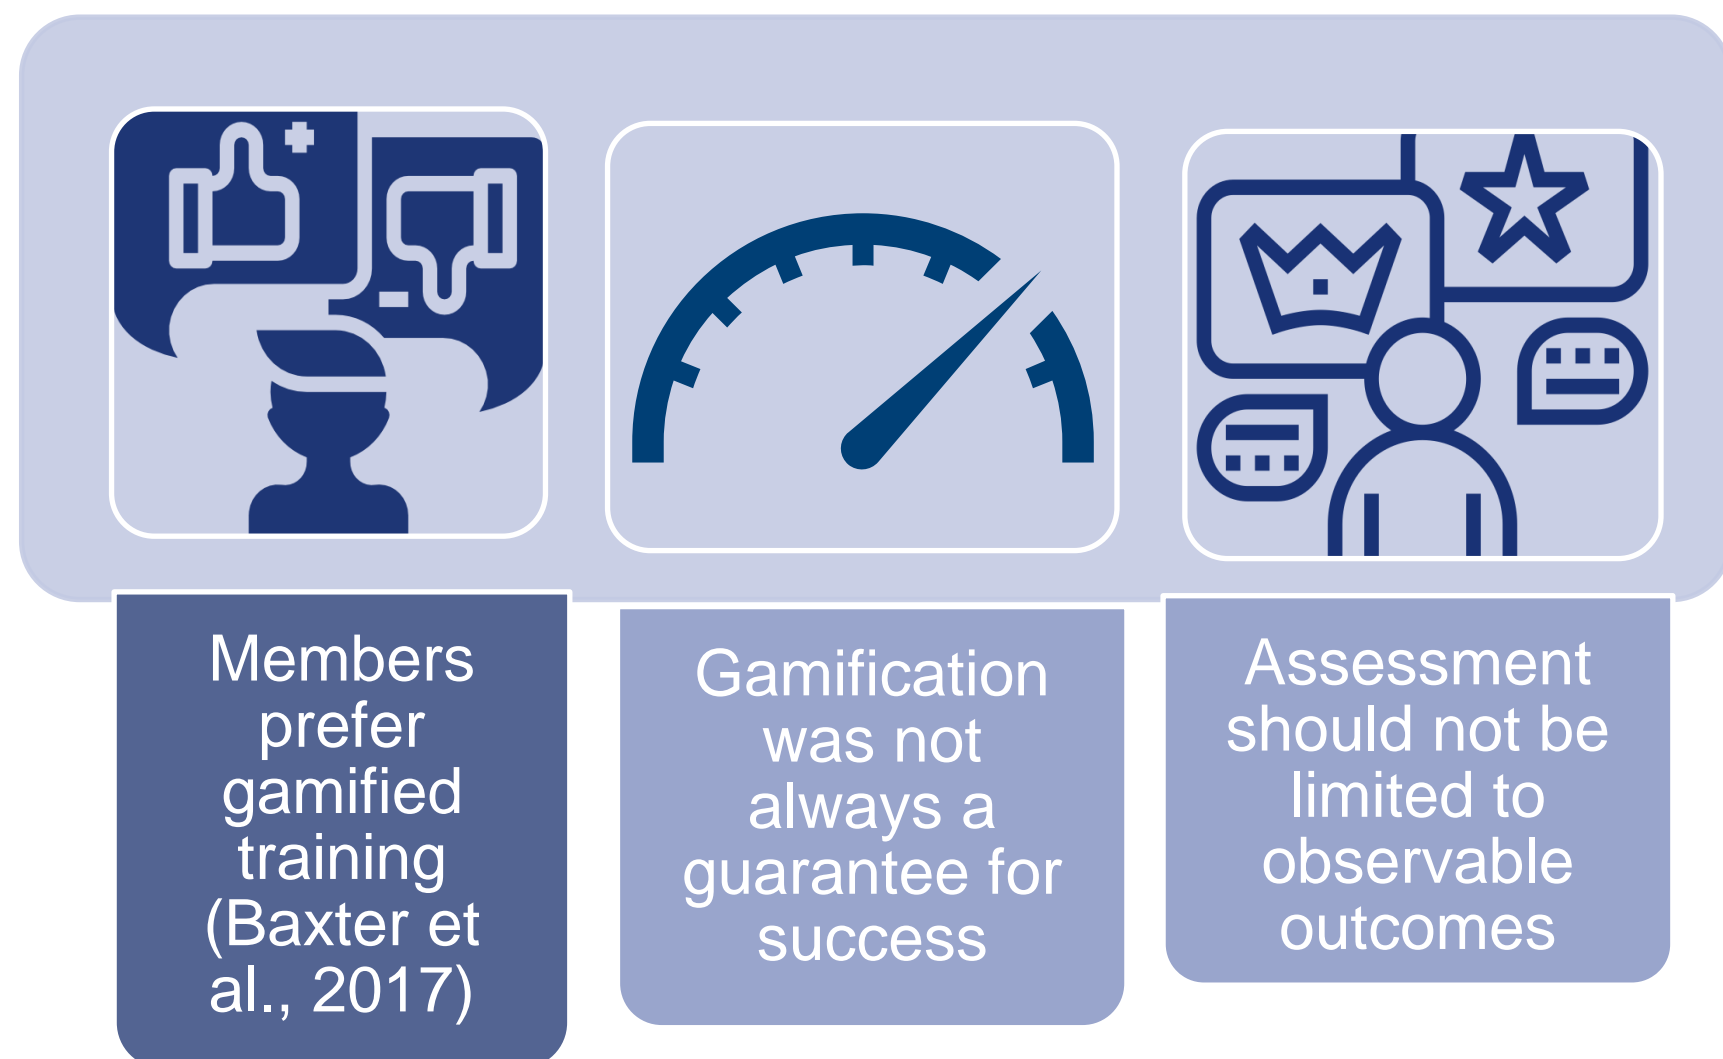 Members
prefer
gamified
training
(Baxter et
al., 2017)
Gamification
was not
always a
guarantee for
success
Assessment
should not be
limited to
observable
outcomes